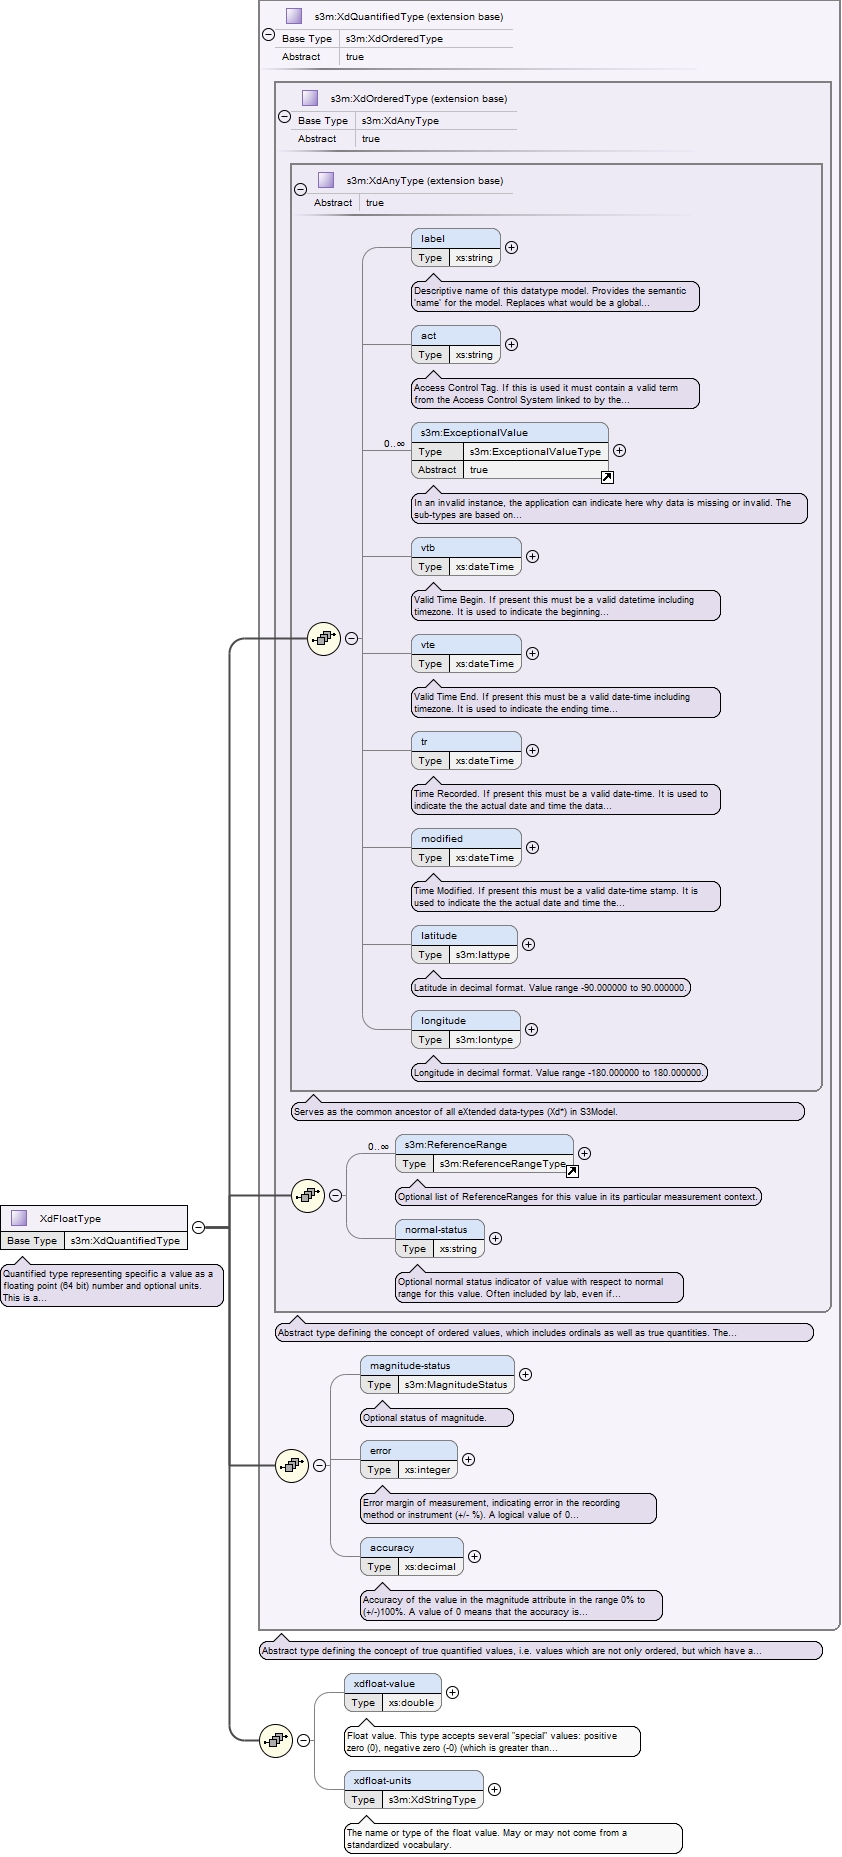 s3m:XdQuantifiedType (extension base)
Base Type s3m:XdOrderedType
Abstract true
s3m:XdOrderedType (extension base)
Base Type s3m:XdAnyType
Abstract true
s3m:XdAnyType (extension base)
Abstract true
label
Type xs:string
Descriptive name of this datatype model. Provides the semantic
'name' for the model. Replaces what would be a global...
act
Type xs:string
Access Control Tag. If this is used it must contain a valid term
from the Access Control System linked to by the...
0..∞
s3m:ExceptionalValue
Type s3m:ExceptionalValueType
Abstract true
In an invalid instance, the application can indicate here why data is missing or invalid. The
sub-types are based on...
vtb
Type xs:dateTime
Valid Time Begin. If present this must be a valid datetime including
timezone. It is used to indicate the beginning...
vte
Type xs:dateTime
Valid Time End. If present this must be a valid date-time including
timezone. It is used to indicate the ending time...
tr
Type xs:dateTime
Time Recorded. If present this must be a valid date-time. It is used to
indicate the the actual date and time the data...
modified
Type xs:dateTime
Time Modified. If present this must be a valid date-time stamp. It is
used to indicate the the actual date and time the...
latitude
Type s3m:lattype
Latitude in decimal format. Value range -90.000000 to 90.000000.
longitude
Type s3m:lontype
Longitude in decimal format. Value range -180.000000 to 180.000000.
Serves as the common ancestor of all eXtended data-types (Xd*) in S3Model.
0..∞
s3m:ReferenceRange
Type s3m:ReferenceRangeType
Optional list of ReferenceRanges for this value in its particular measurement context.
normal-status
Type xs:string
Optional normal status indicator of value with respect to normal
range for this value. Often included by lab, even if...
XdFloatType
Base Type s3m:XdQuantifiedType
Quantified type representing specific a value as a
floating point (64 bit) number and optional units.
This is a...
Abstract type defining the concept of ordered values, which includes ordinals as well as true quantities. The...
magnitude-status
Type s3m:MagnitudeStatus
Optional status of magnitude.
error
Type xs:integer
Error margin of measurement, indicating error in the recording
method or instrument (+/- %). A logical value of 0...
accuracy
Type xs:decimal
Accuracy of the value in the magnitude attribute in the range 0% to
(+/-)100%. A value of 0 means that the accuracy is...
Abstract type defining the concept of true quantified values, i.e. values which are not only ordered, but which have a...
xdfloat-value
Type xs:double
Float value. This type accepts several "special" values: positive
zero (0), negative zero (-0) (which is greater than...
xdfloat-units
Type s3m:XdStringType
The name or type of the float value. May or may not come from a
standardized vocabulary.